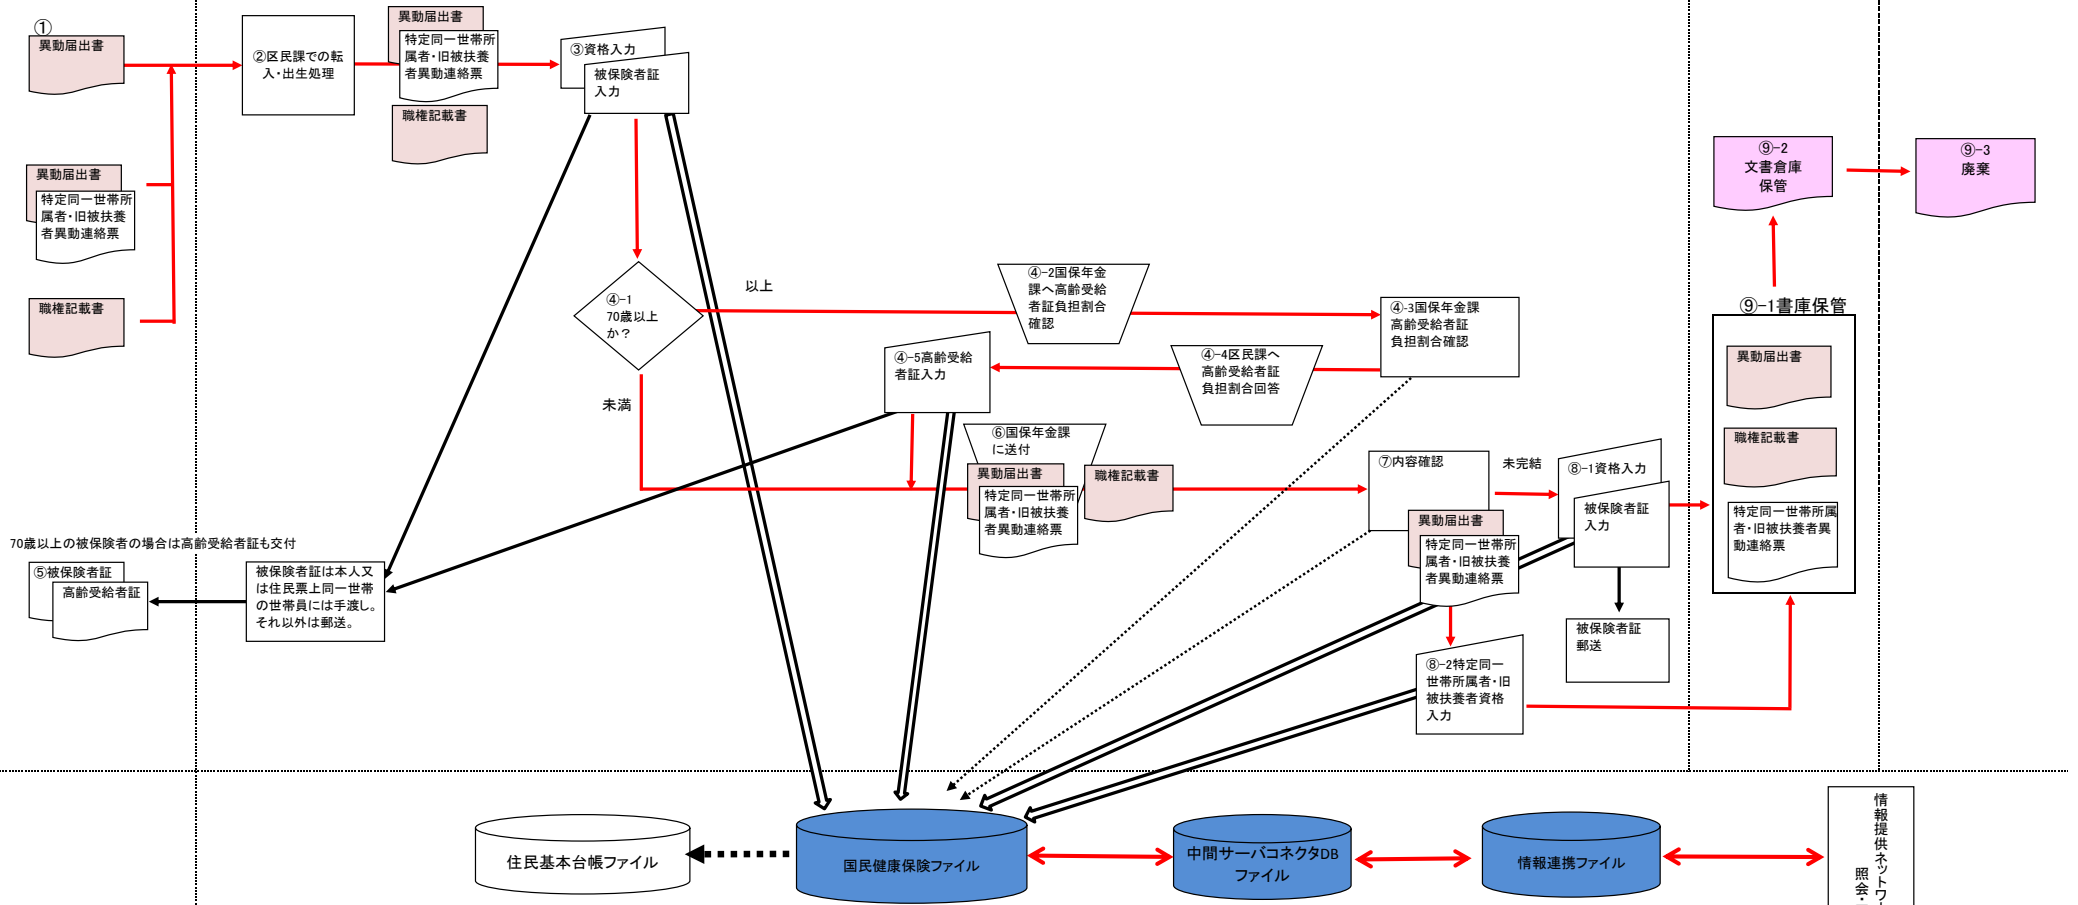 ①
異動届出書
異動届出書
特定同一世帯所
属者・旧被扶養
者異動連絡票
職権記載書
②区民課での転
入・出生処理
異動届出書
特定同一世帯所
属者・旧被扶養
者異動連絡票
職権記載書
③資格入力
被保険者証
入力
④-1
70歳以上
か？
以上
未満
④-2国保年金
課へ高齢受給
者証負担割合
確認
④-3国保年金課
高齢受給者証
負担割合確認
④-4区民課へ
高齢受給者証
負担割合回答
④-5高齢受給
者証入力
70歳以上の被保険者の場合は高齢受給者証も交付
⑤被保険者証
高齢受給者証
被保険者証は本人又
は住民票上同一世帯
の世帯員には手渡し。
それ以外は郵送。
⑥国保年金課
に送付
異動届出書
特定同一世帯所
属者・旧被扶養
者異動連絡票
職権記載書
⑦内容確認
異動届出書
特定同一世帯所
属者・旧被扶養
者異動連絡票
未完結
⑧-1資格入力
被保険者証
入力
被保険者証
郵送
⑧-2特定同一
世帯所属者・旧
被扶養者資格
入力
⑨-1書庫保管
異動届出書
職権記載書
特定同一世帯所属
者・旧被扶養者異
動連絡票
⑨-2
文書倉庫
保管
⑨-3
廃棄
住民基本台帳ファイル
国民健康保険ファイル
中間サーバコネクタDB
ファイル
情報連携ファイル
情報提供ネットワ
照会・